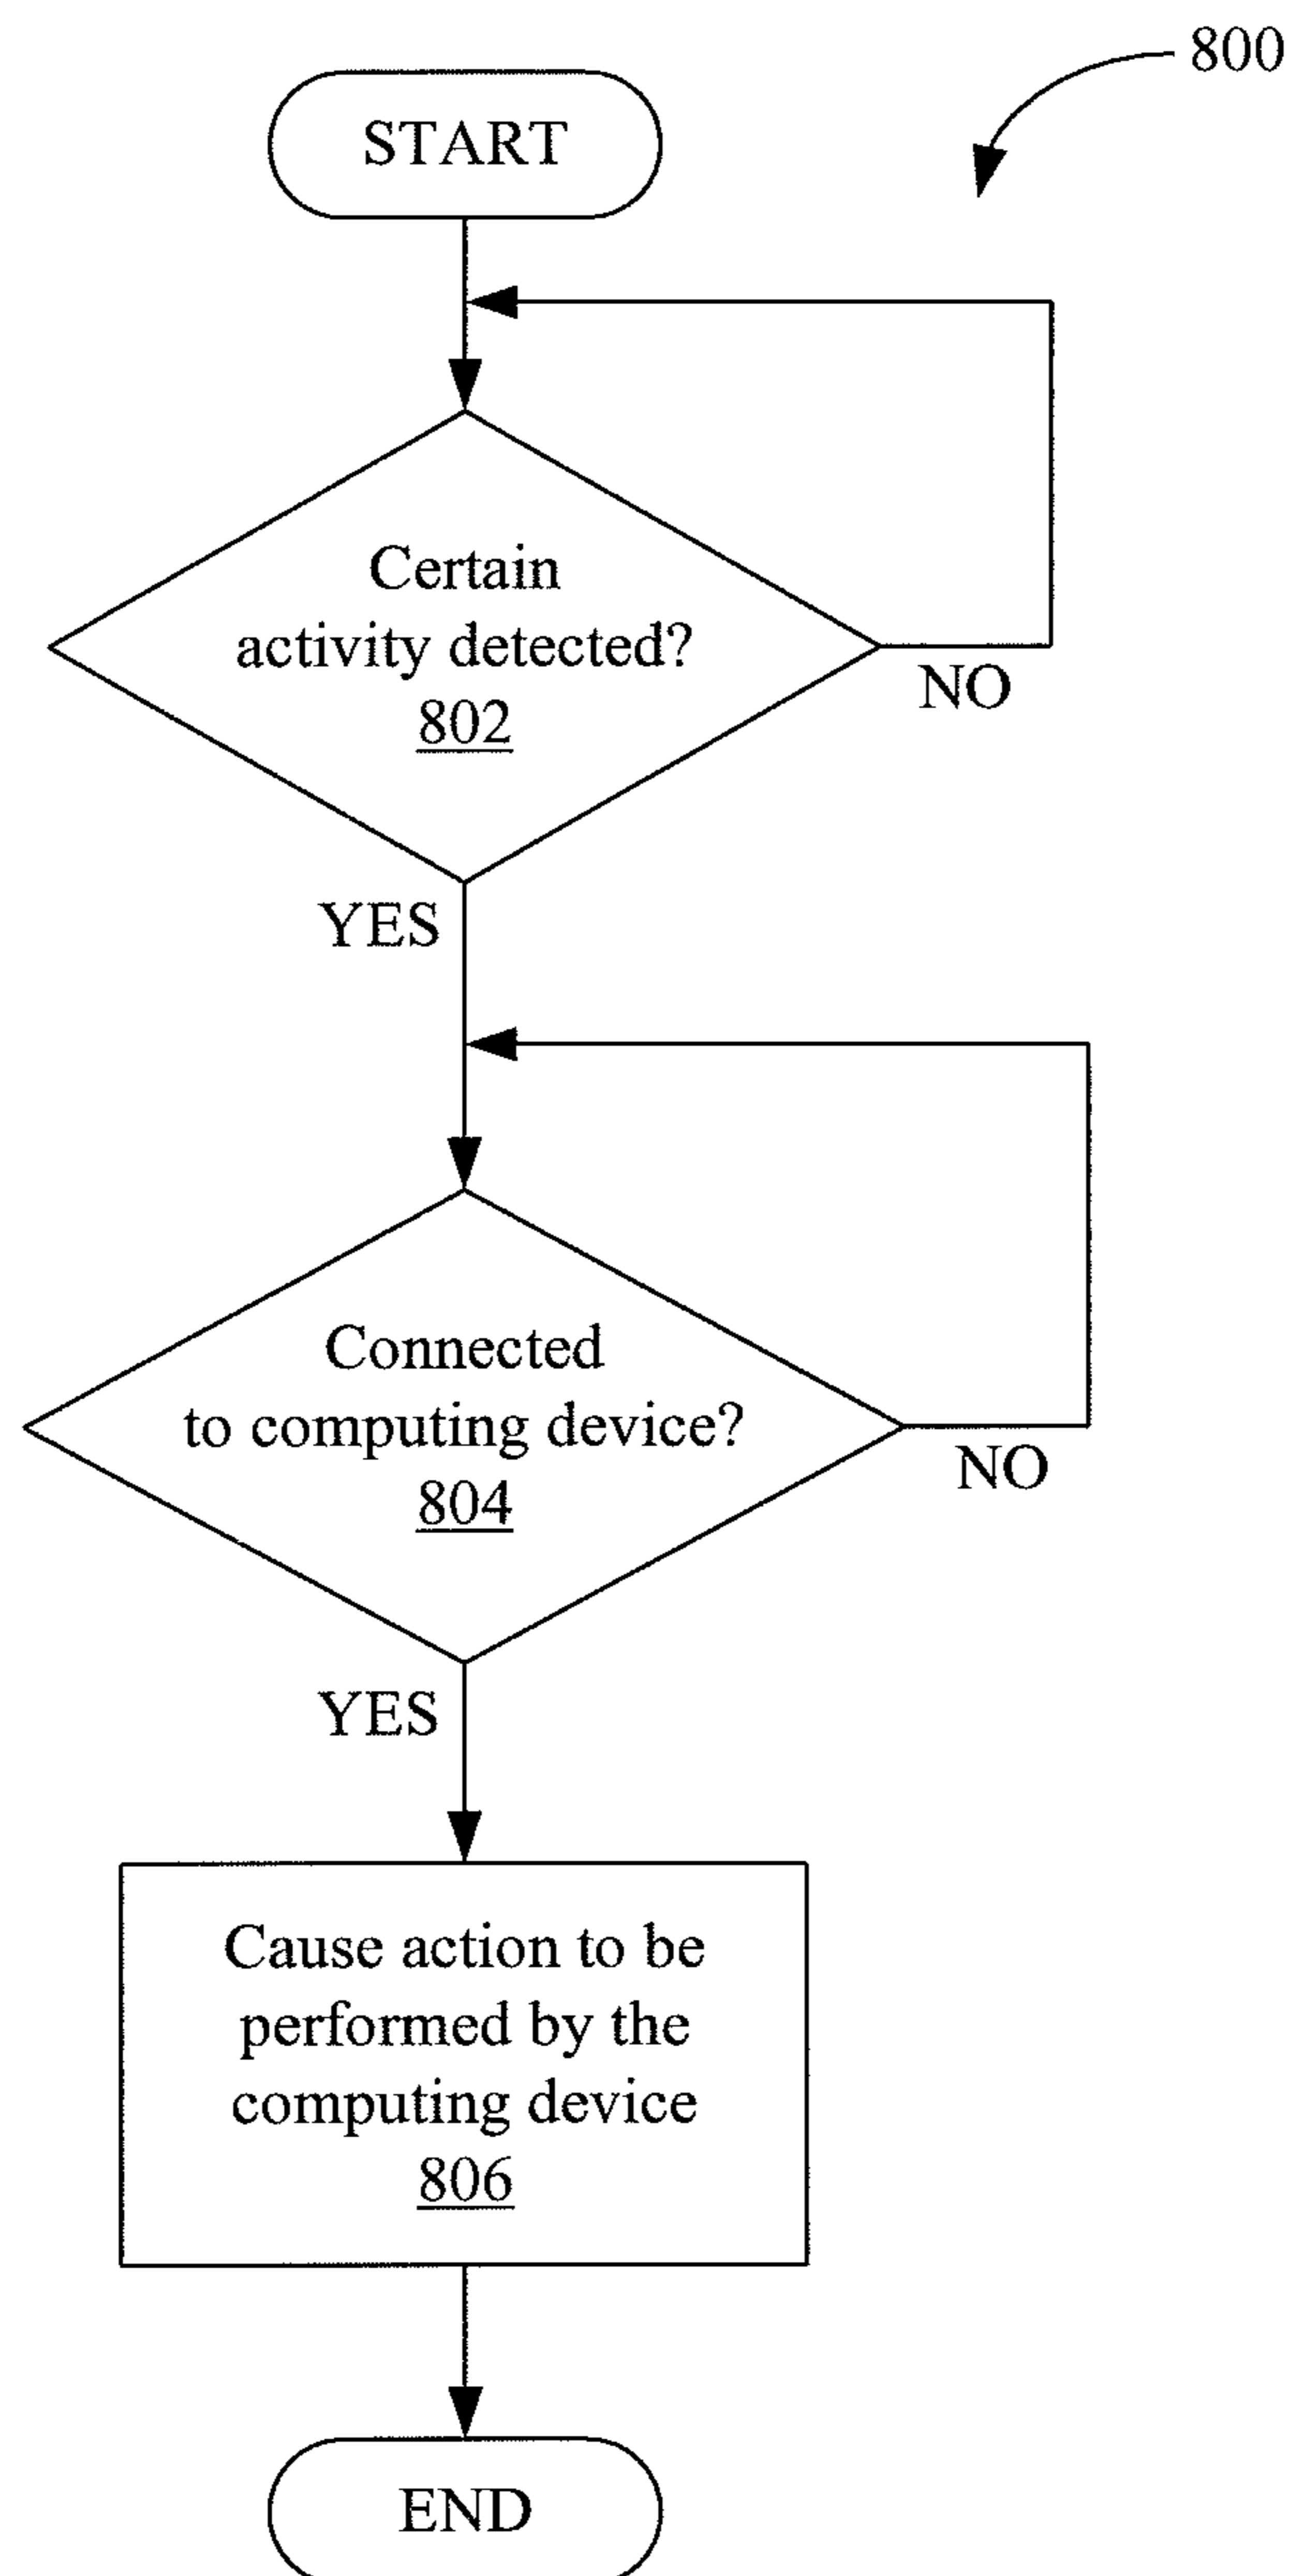 800
START
Certain
activity detected?
802
NO
YES
Connected
to computing device?
804
NO
YES
Cause action to be
performed by the
computing device
806
END